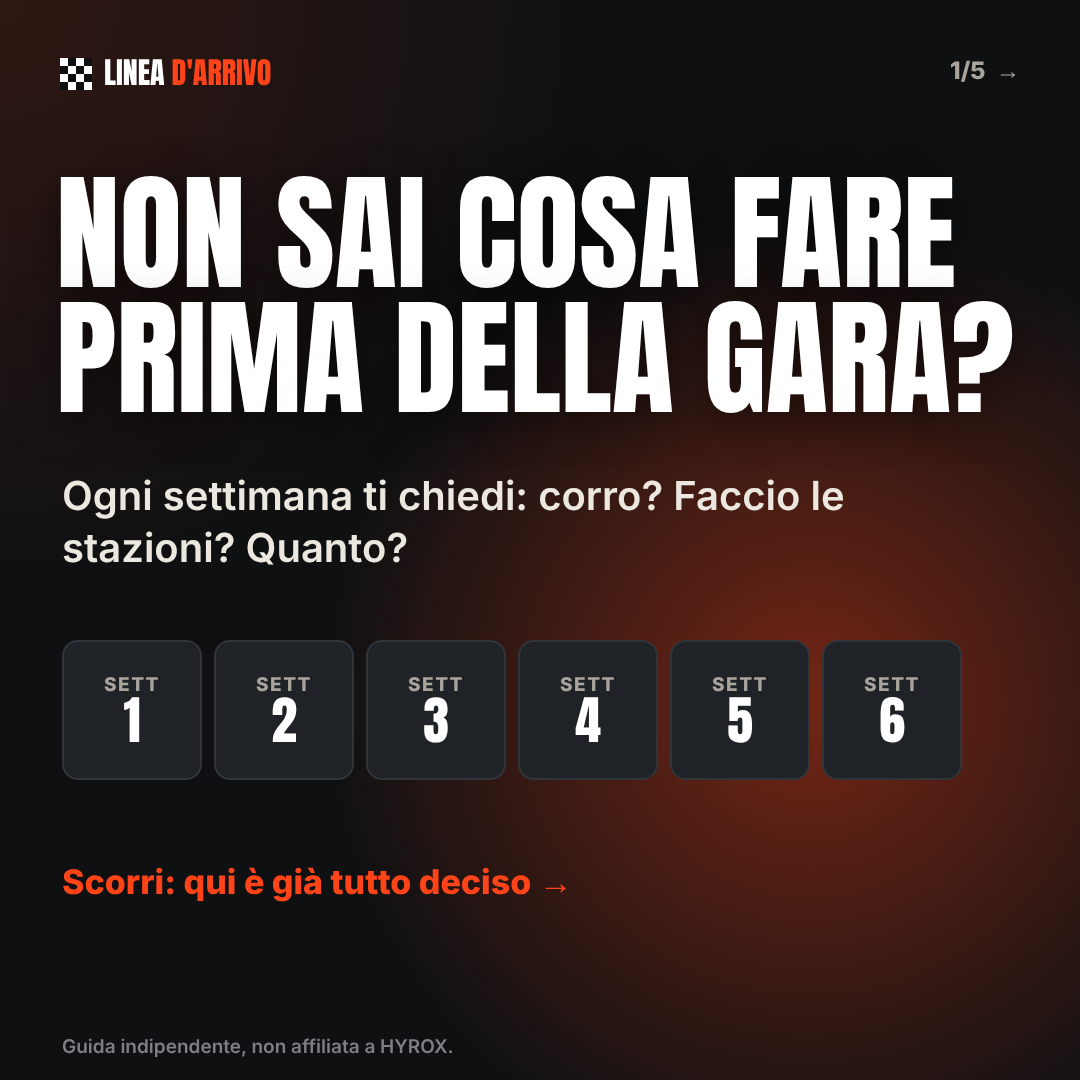 LINEA D'ARRIVO
1/5 →
NON SAI COSA FARE
PRIMA DELLA GARA?
Ogni settimana ti chiedi: corro? Faccio le
stazioni? Quanto?
SETT
1
SETT
2
SETT
3
SETT
4
SETT
5
SETT
6
Scorri: qui è già tutto deciso →
Guida indipendente, non affiliata a HYROX.